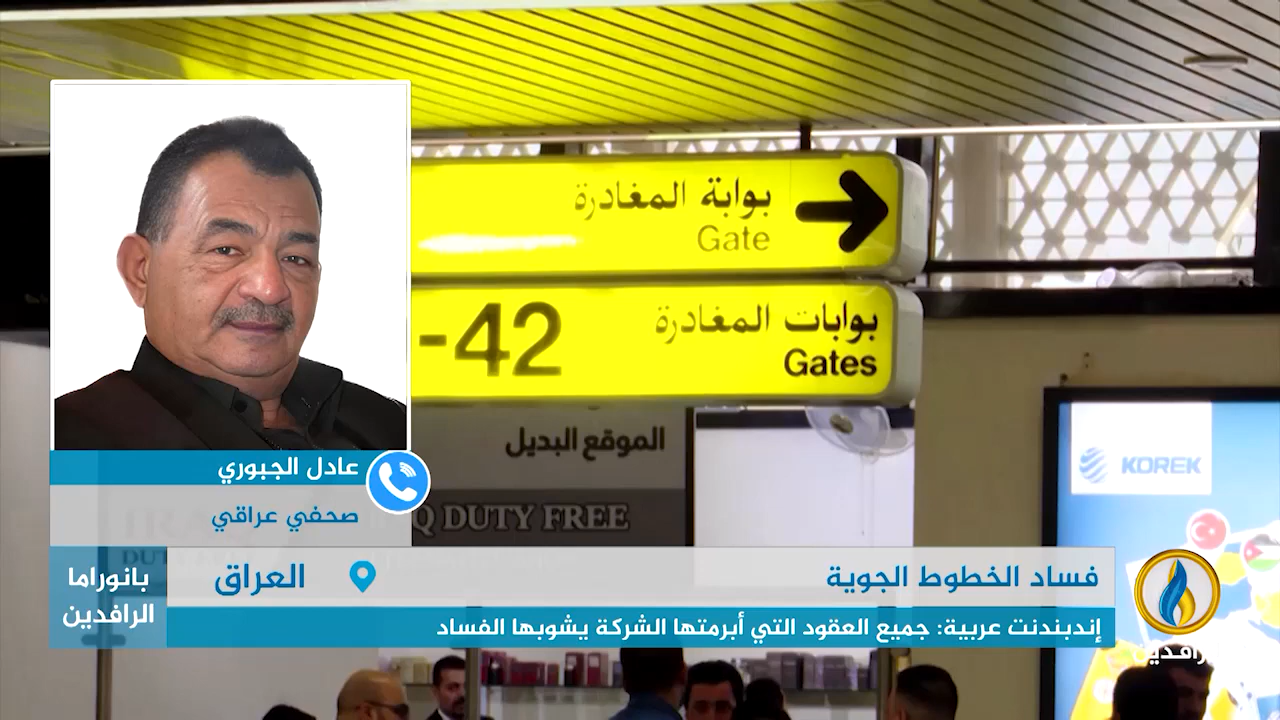 بوابة المغادرة
Gate
بوابات المغادرة
-42
Gates
الموقع البديل
Q DUTY FREE
KOREK
عادل الجبوري
صحفي عراقي
فساد الخطوط الجوية
العراق
بانوراما
الرافدين
إندبندنت عربية: جميع العقود التي أبرمتها الشركة يشوبها الفساد